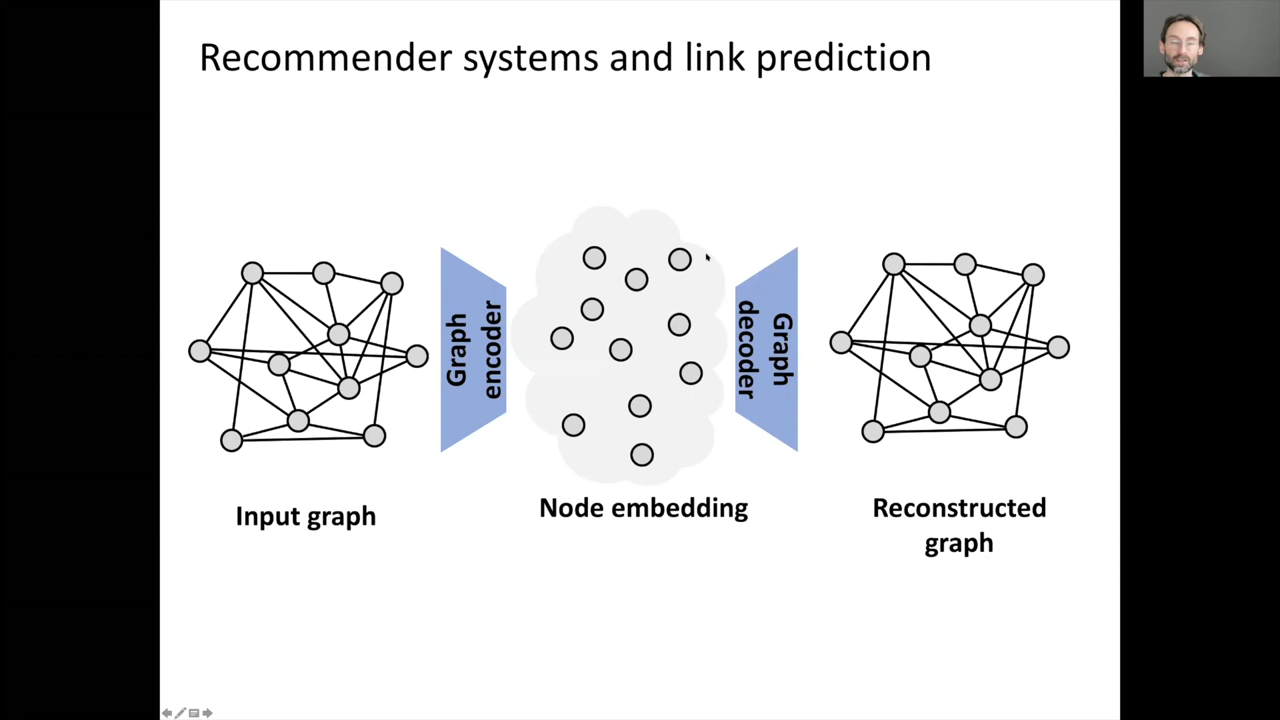 Recommender systems and link prediction
Graph
encoder
Graph
decoder
Input graph
Node embedding
Reconstructed
graph